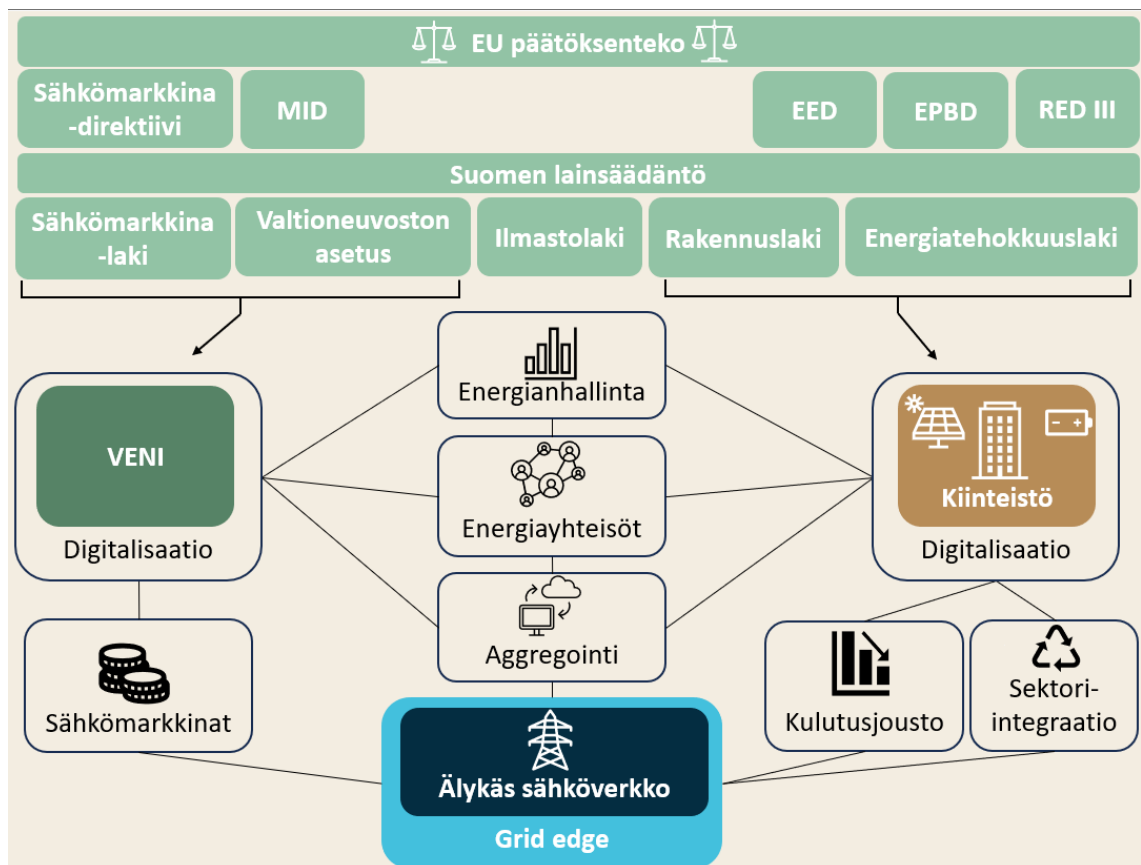 EU päätöksenteko
Sähkömarkkina
-direktiivi
MID
EED
EPBD
RED III
Suomen lainsäädäntö
Sähkömarkkina
-laki
Valtioneuvoston
asetus
Ilmastolaki
Rakennuslaki
Energiatehokkuuslaki
Energianhallinta
VENI
Digitalisaatio
Energiayhteisöt
Kiinteistö
Digitalisaatio
Aggregointi
Sähkömarkkinat
Kulutusjousto
Sektori-
integraatio
Älykäs sähköverkko
Grid edge